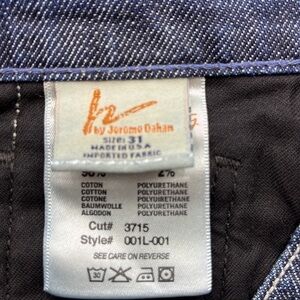 by Jerome Dahan
SIZE: 31
MADE IN USA
IMPORTED FABRIC
98% 2%
COTON POLYURETHANE
COTTON POLYURETHANE
COTONE POLYURETHANE
BAUMWOLLE POLYURETHANE
ALGODON POLYURETHANE
Cut# 3715
Style# 001L-001
SEE CARE ON REVERSE